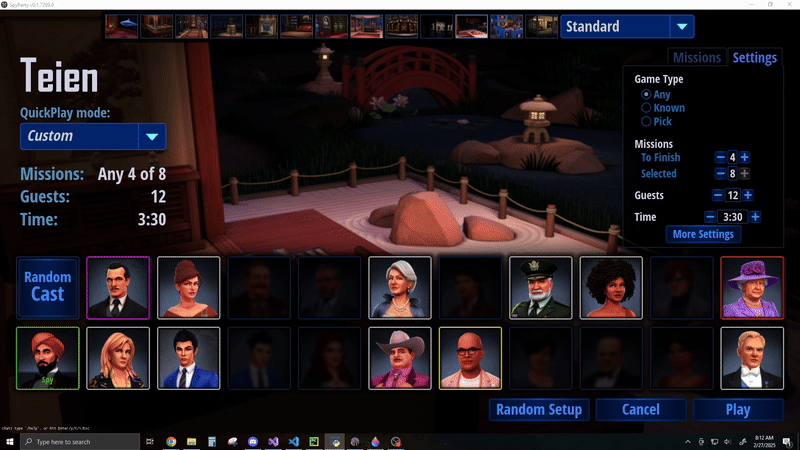 SpyParty v0.1.7293.0
Standard
Teien
QuickPlay mode:
Custom
Missions: Any 4 of 8
Guests: 12
Time: 3:30
Missions Settings
Game Type
Any
Known
Pick
Missions
To Finish 4
Selected 8
Guests 12
Time 3:30
More Settings
Random
Cast
Spy
Random Setup Cancel Play
Type here to search
8:12 AM
2/27/2025